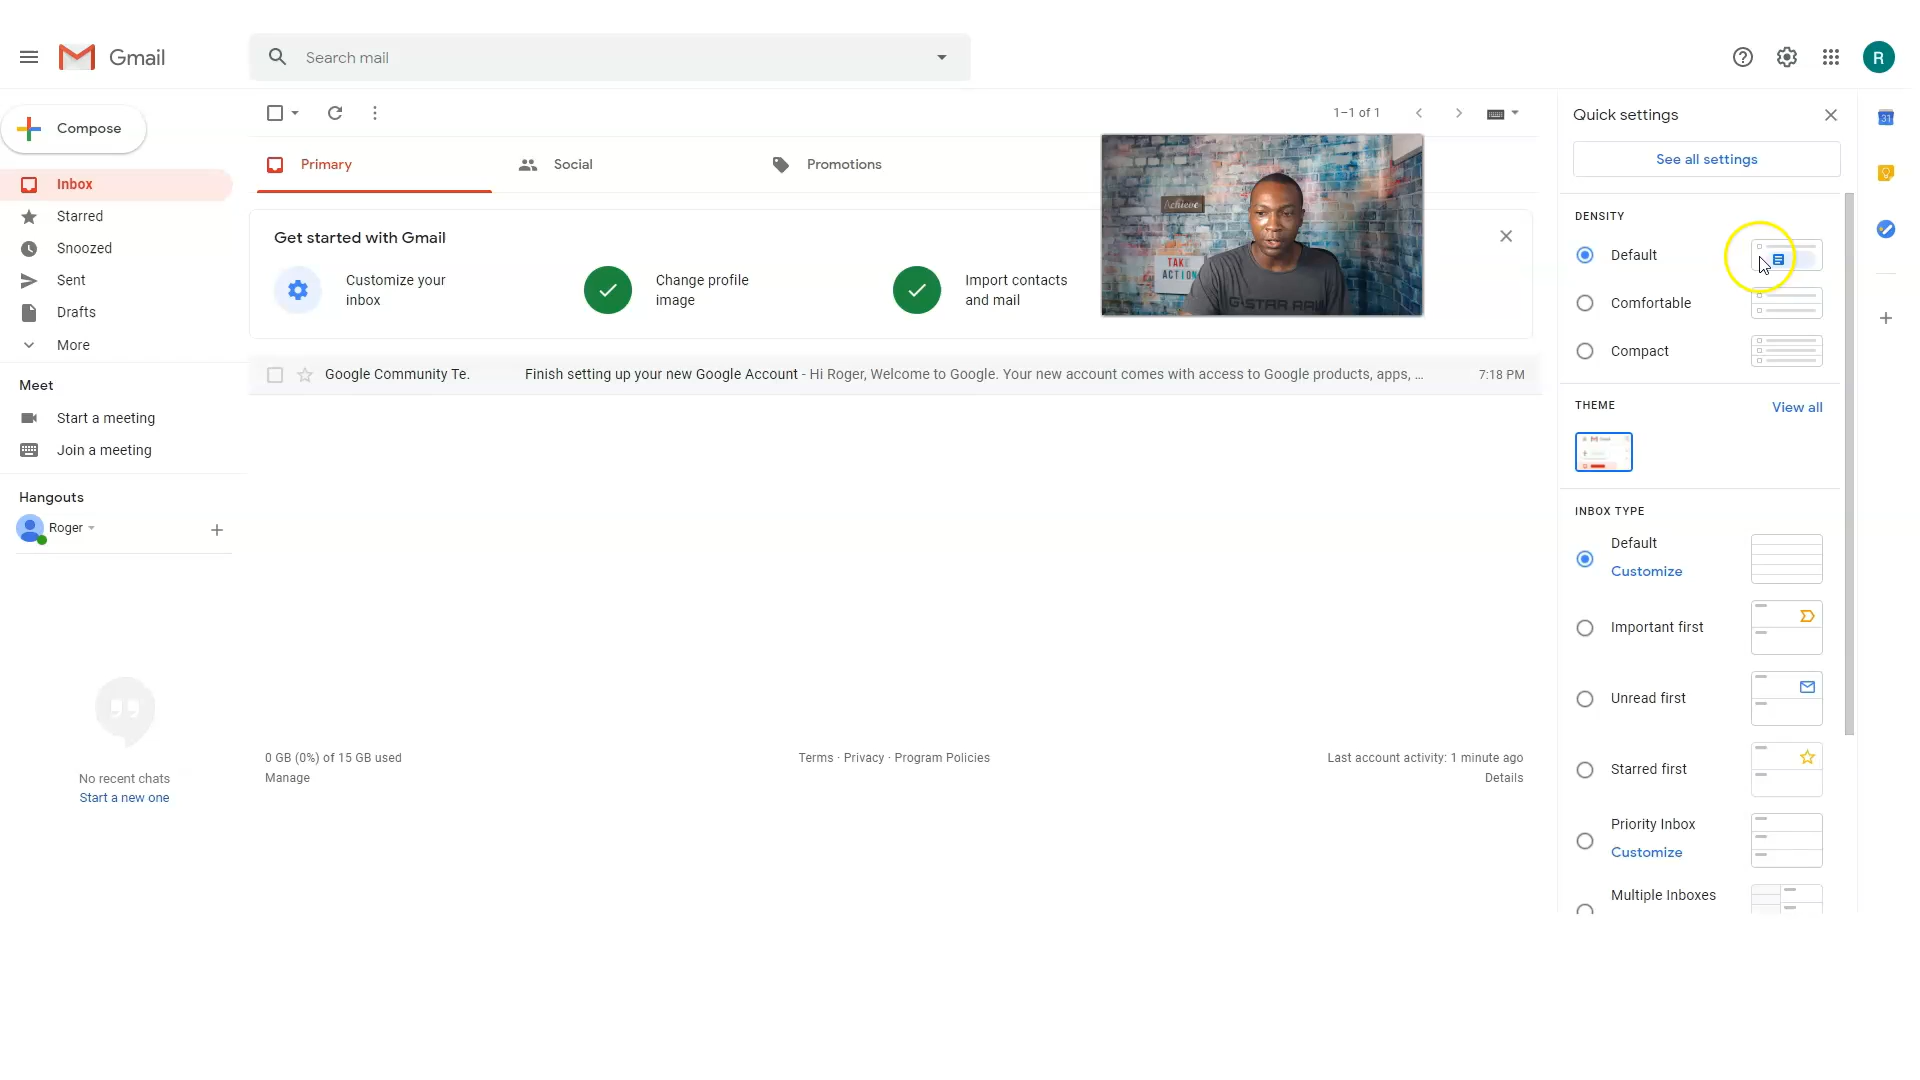 Gmail
Search mail
R
Compose
Inbox
Starred
Snoozed
Sent
Drafts
More
Meet
Start a meeting
Join a meeting
Hangouts
Roger
No recent chats
Start a new one
1–1 of 1
Primary
Social
Promotions
Get started with Gmail
Customize your
inbox
Change profile
image
Import contacts
and mail
Achieve
TAKE
ACTION
G-STAR RAW
Google Community Te. Finish setting up your new Google Account - Hi Roger, Welcome to Google. Your new account comes with access to Google products, apps, … 7:18 PM
0 GB (0%) of 15 GB used
Manage
Terms · Privacy · Program Policies
Last account activity: 1 minute ago
Details
Quick settings
See all settings
DENSITY
Default
Comfortable
Compact
THEME
View all
INBOX TYPE
Default
Customize
Important first
Unread first
Starred first
Priority Inbox
Customize
Multiple Inboxes
31